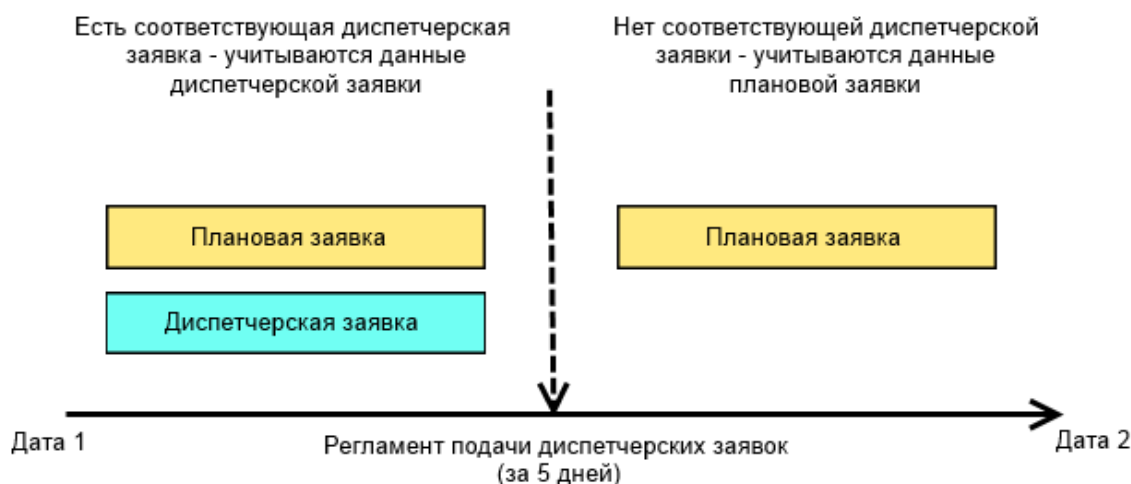 Есть соответствующая диспетчерская
заявка - учитываются данные
диспетчерской заявки
Нет соответствующей диспетчерской
заявки - учитываются данные
плановой заявки
Плановая заявка
Плановая заявка
Диспетчерская заявка
Дата 1
Регламент подачи диспетчерских заявок
(за 5 дней)
Дата 2